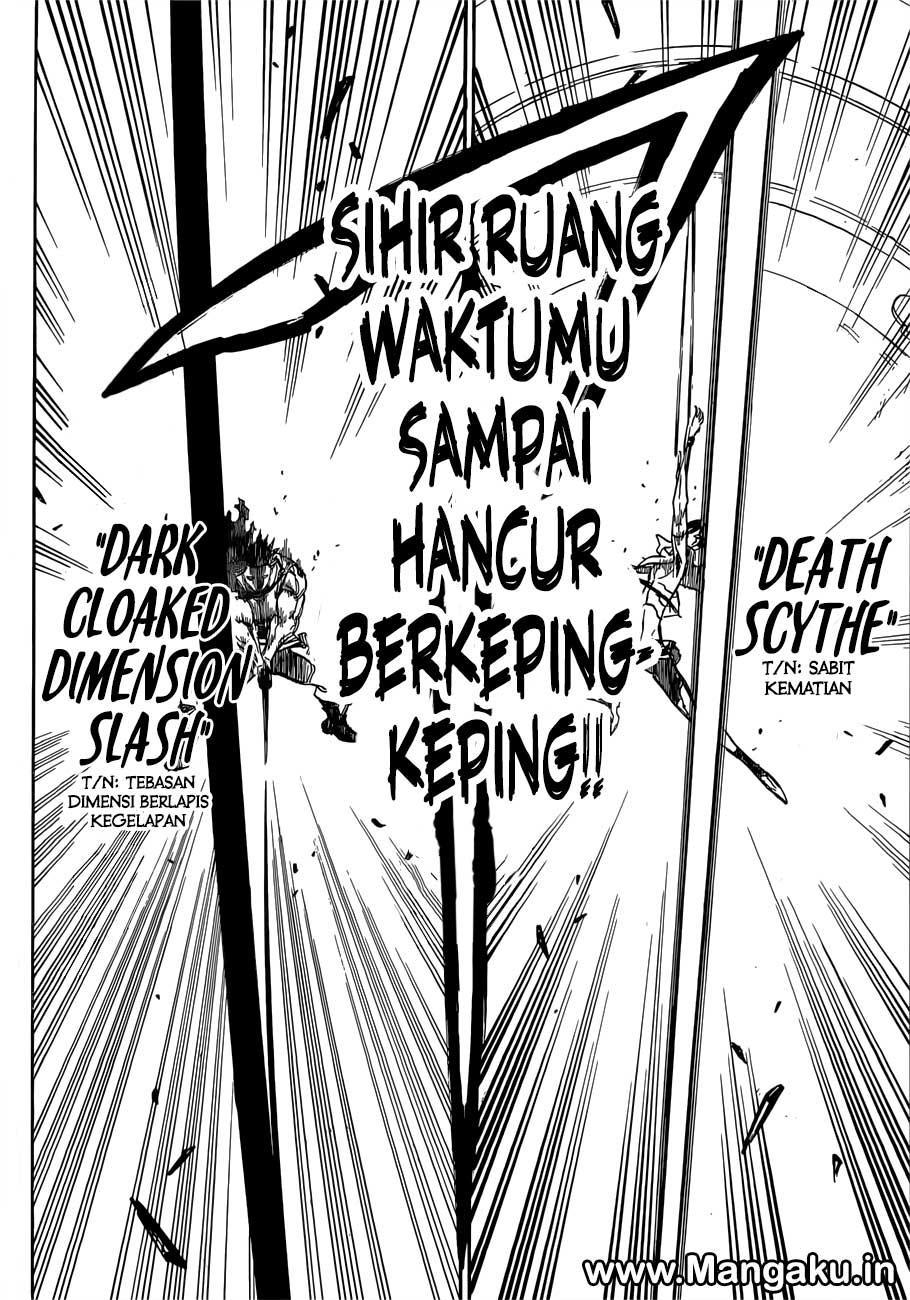 SIHIR RUANG
WAKTUMU
SAMPAI
HANCUR
BERKEPING-
KEPING!!
"DEATH
SCYTHE"
T/N: SABIT
KEMATIAN
"DARK
CLOAKED
DIMENSION
SLASH"
T/N: TEBASAN
DIMENSI BERLAPIS
KEGELAPAN
www.Mangaku.in